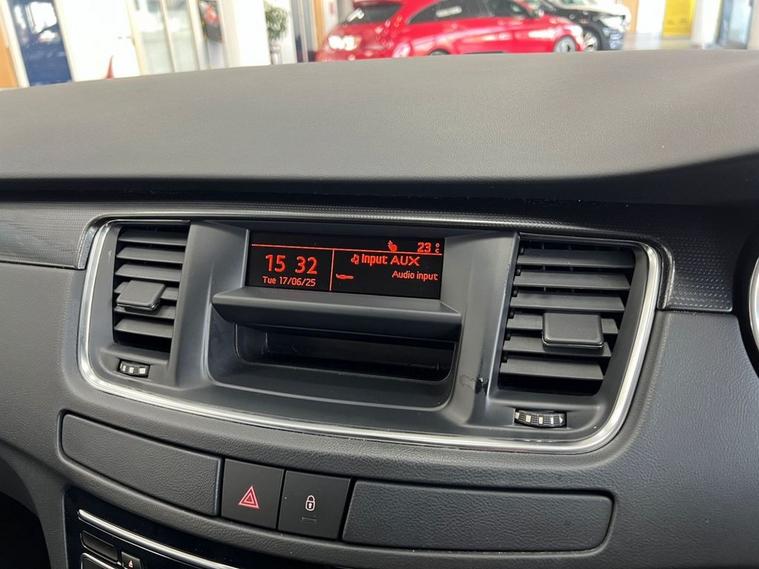 23 °C
15 32
Input AUX
Tue 17/06/25
Audio input